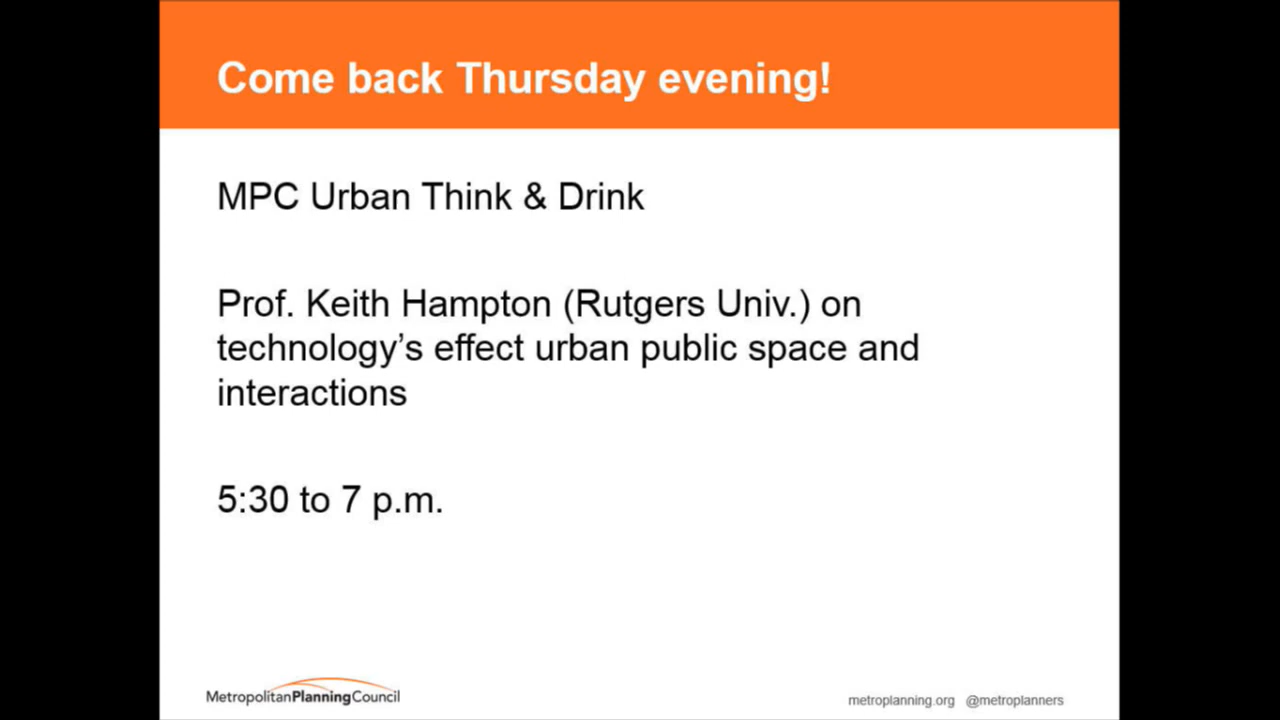 Come back Thursday evening!
MPC Urban Think & Drink
Prof. Keith Hampton (Rutgers Univ.) on
technology’s effect urban public space and
interactions
5:30 to 7 p.m.
MetropolitanPlanningCouncil
metroplanning.org @metroplanners